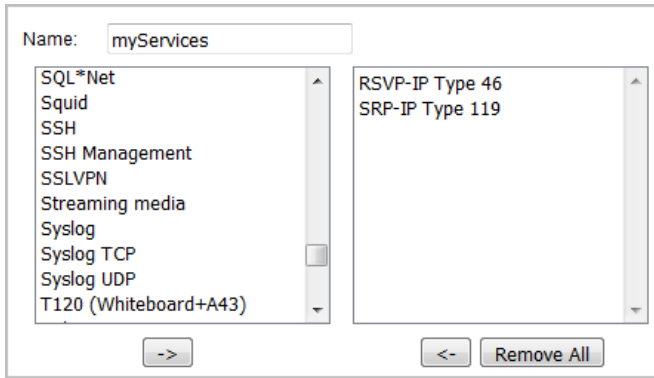 Name: myServices
SQL*Net
Squid
SSH
SSH Management
SSLVPN
Streaming media
Syslog
Syslog TCP
Syslog UDP
T120 (Whiteboard+A43)
->
RSVP-IP Type 46
SRP-IP Type 119
<-
Remove All